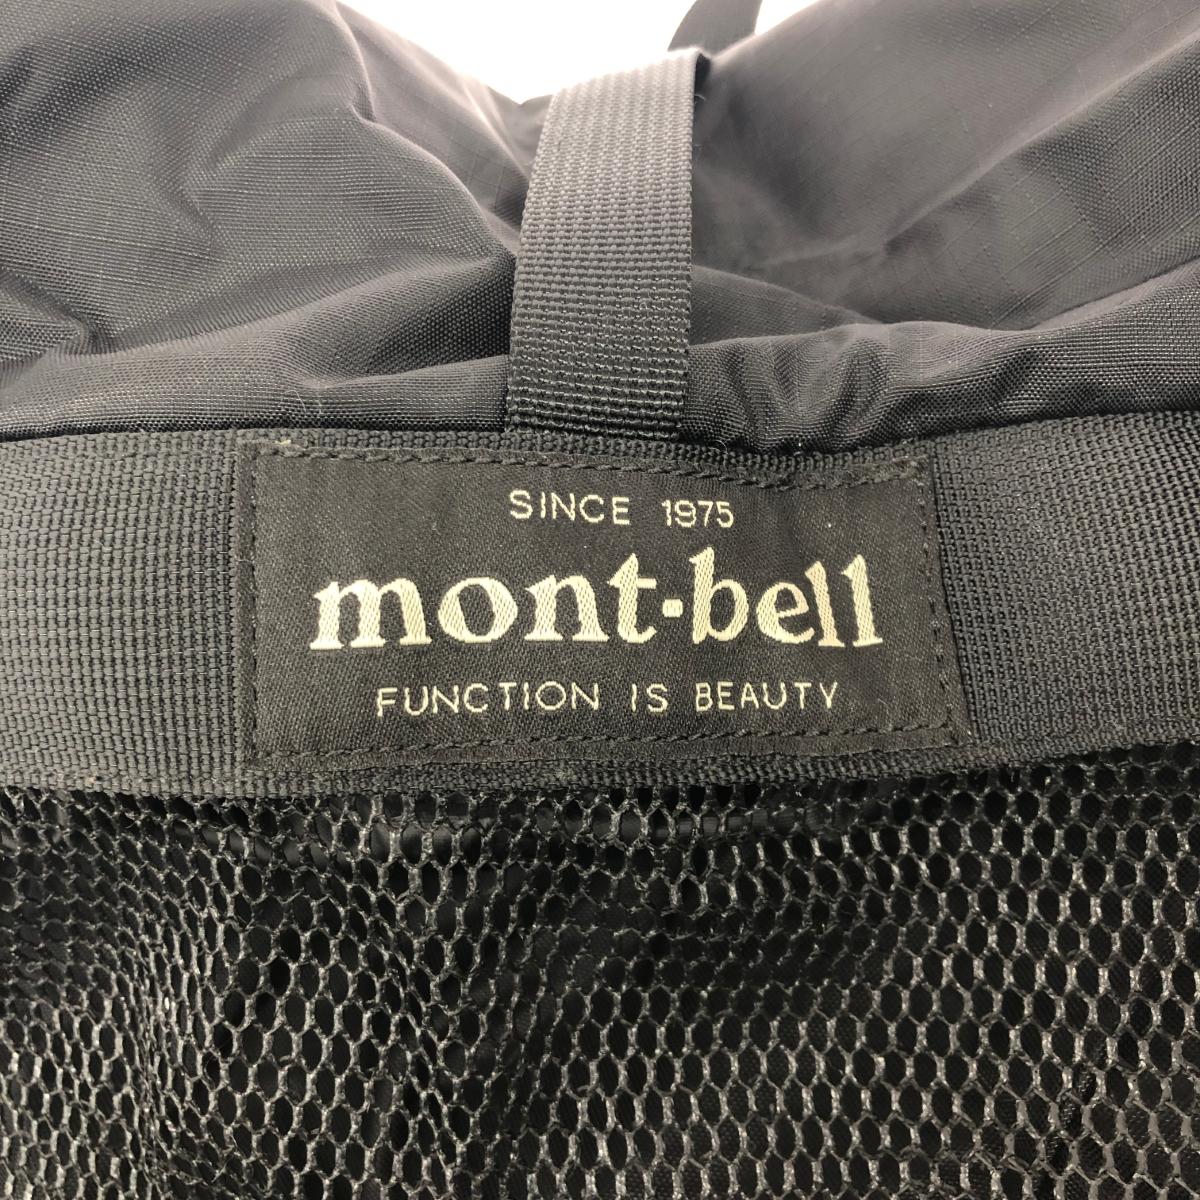 SINCE 1975
mont-bell
FUNCTION IS BEAUTY